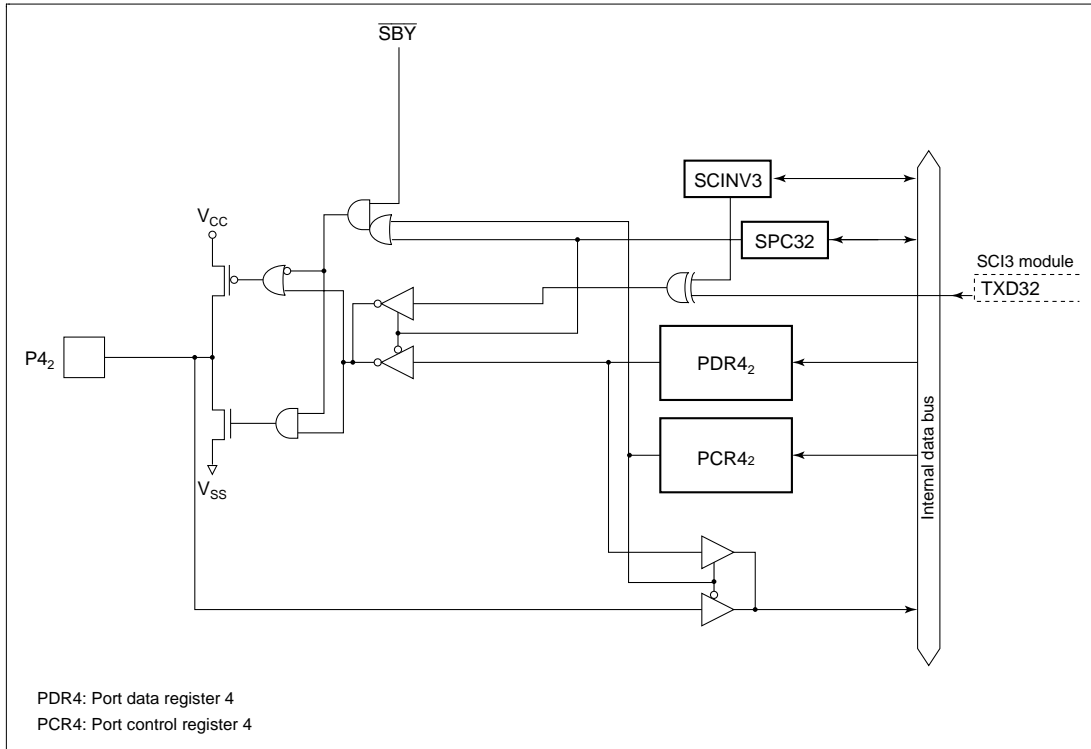 SBY
SCINV3
VCC
SPC32
SCI3 module
TXD32
P42
PDR42
PCR42
VSS
Internal data bus
PDR4: Port data register 4
PCR4: Port control register 4